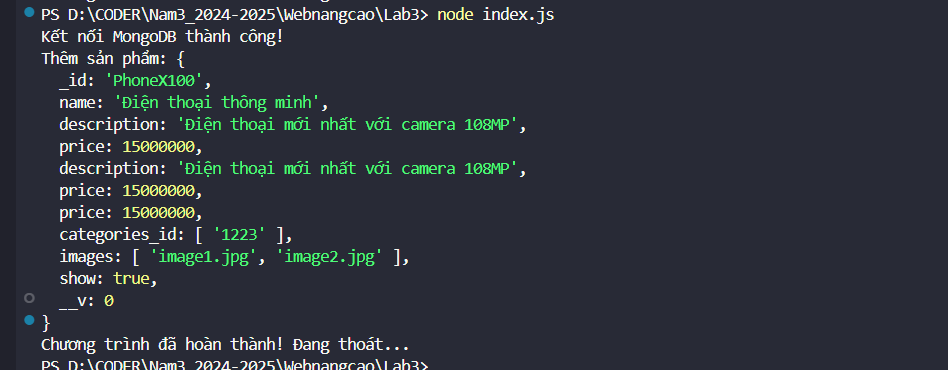 PS D:\CODER\Nam3_2024-2025\Webnangcao\Lab3> node index.js
Kết nối MongoDB thành công!
Thêm sản phẩm: {
  _id: 'PhoneX100',
  name: 'Điện thoại thông minh',
  description: 'Điện thoại mới nhất với camera 108MP',
  price: 15000000,
  description: 'Điện thoại mới nhất với camera 108MP',
  price: 15000000,
  price: 15000000,
  categories_id: [ '1223' ],
  images: [ 'image1.jpg', 'image2.jpg' ],
  show: true,
  __v: 0
}
Chương trình đã hoàn thành! Đang thoát...
PS D:\CODER\Nam3_2024-2025\Webnangcao\Lab3>